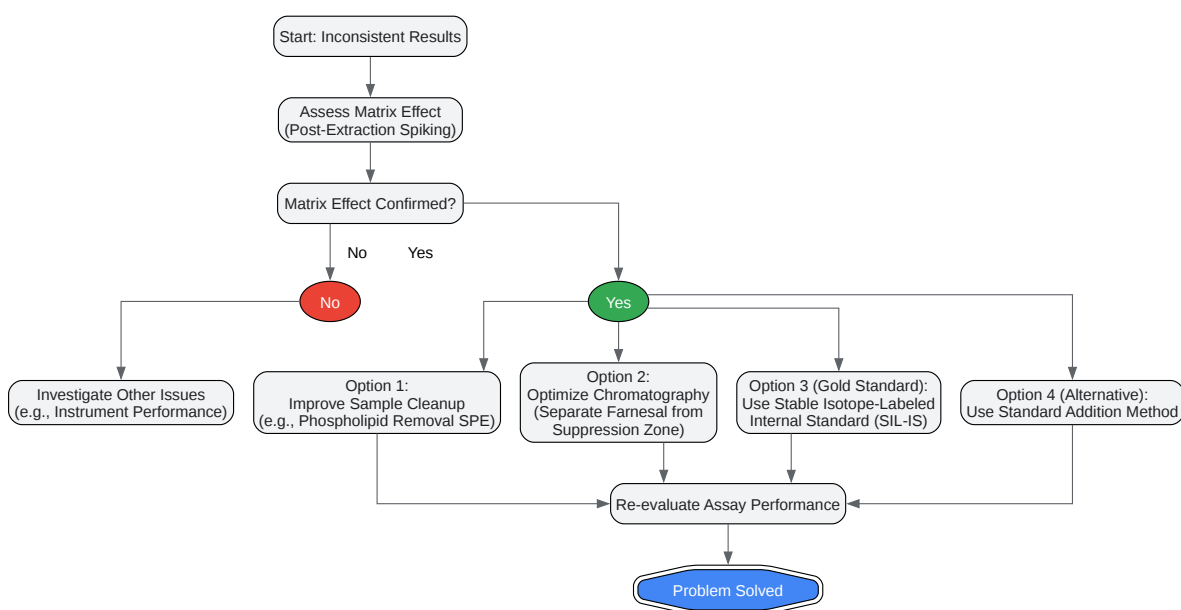 Start: Inconsistent Results
Assess Matrix Effect
(Post-Extraction Spiking)
Matrix Effect Confirmed?
No
Yes
No
Yes
Investigate Other Issues
(e.g., Instrument Performance)
Option 1:
Improve Sample Cleanup
(e.g., Phospholipid Removal SPE)
Option 2:
Optimize Chromatography
(Separate Farnesal from
Suppression Zone)
Option 3 (Gold Standard):
Use Stable Isotope-Labeled
Internal Standard (SIL-IS)
Option 4 (Alternative):
Use Standard Addition Method
Re-evaluate Assay Performance
Problem Solved